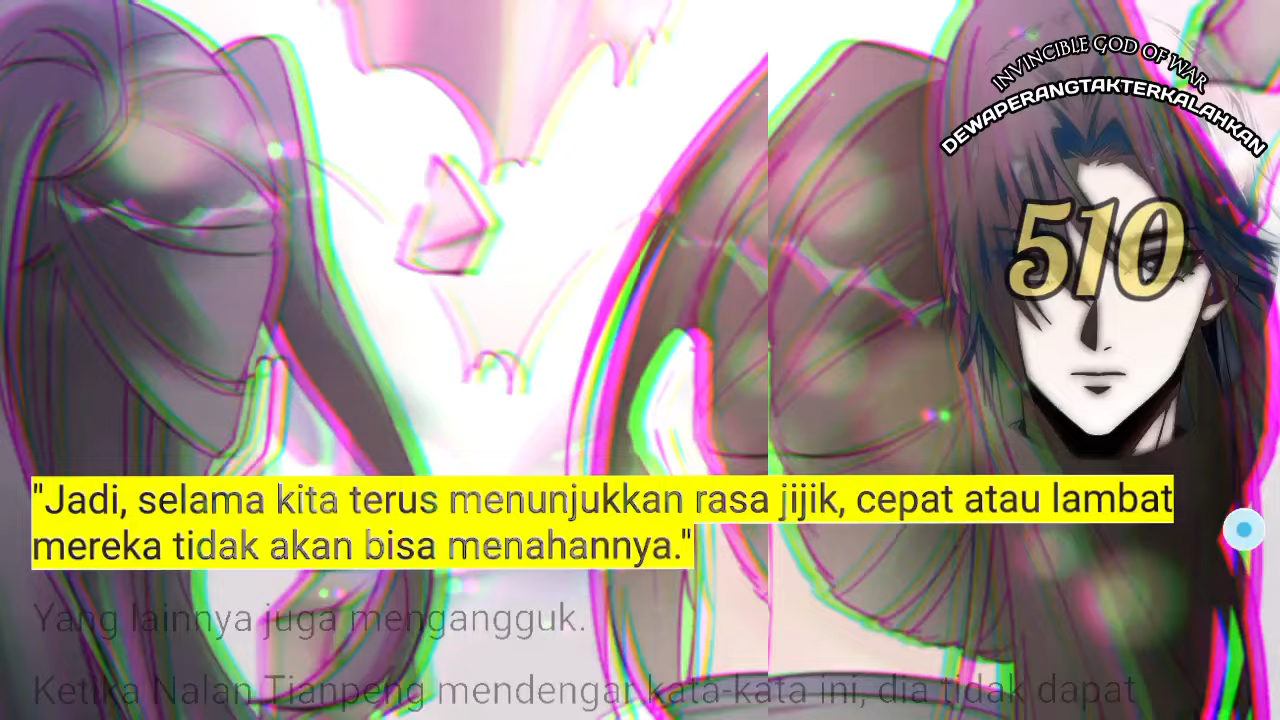 INVINCIBLE GOD OF WAR
DEWAPERANGTAKTERKALAHKAN
510
"Jadi, selama kita terus menunjukkan rasa jijik, cepat atau lambat
mereka tidak akan bisa menahannya."
Yang lainnya juga mengangguk.
Ketika Nalan Tianpeng mendengar kata-kata ini, dia tidak dapat